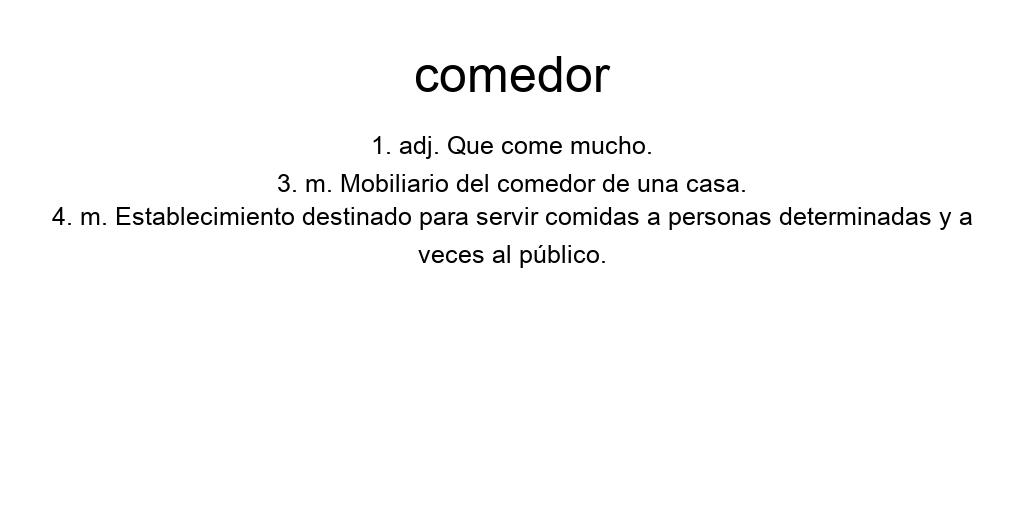 comedor
1. adj. Que come mucho.
3. m. Mobiliario del comedor de una casa.
4. m. Establecimiento destinado para servir comidas a personas determinadas y a
veces al público.